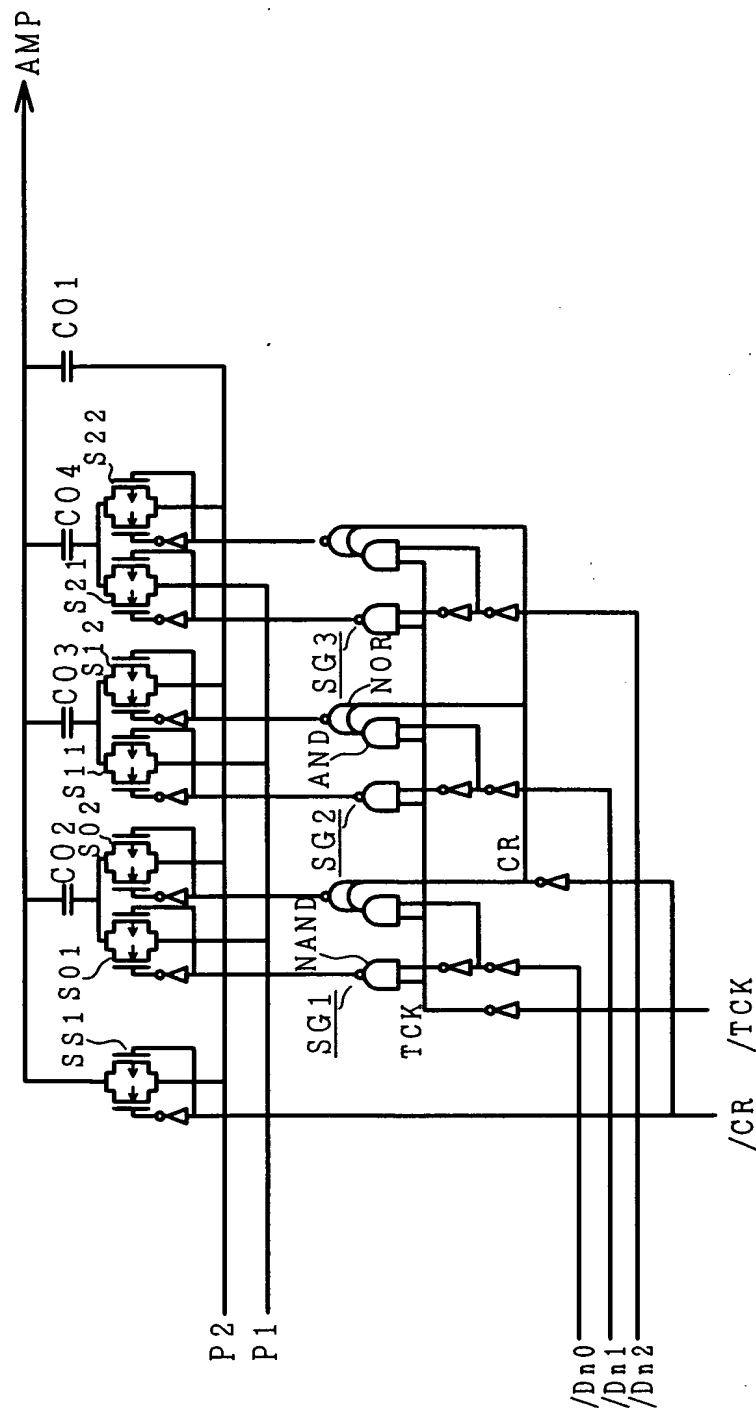 AMP
CO1
S22
CO4
S21
S12
CO3
S11
S02
CO2
S01
SS1
P2
P1
SG3
NOR
AND
SG2
CR
NAND
SG1
TCK
/TCK
/CR
/Dn0
/Dn1
/Dn2